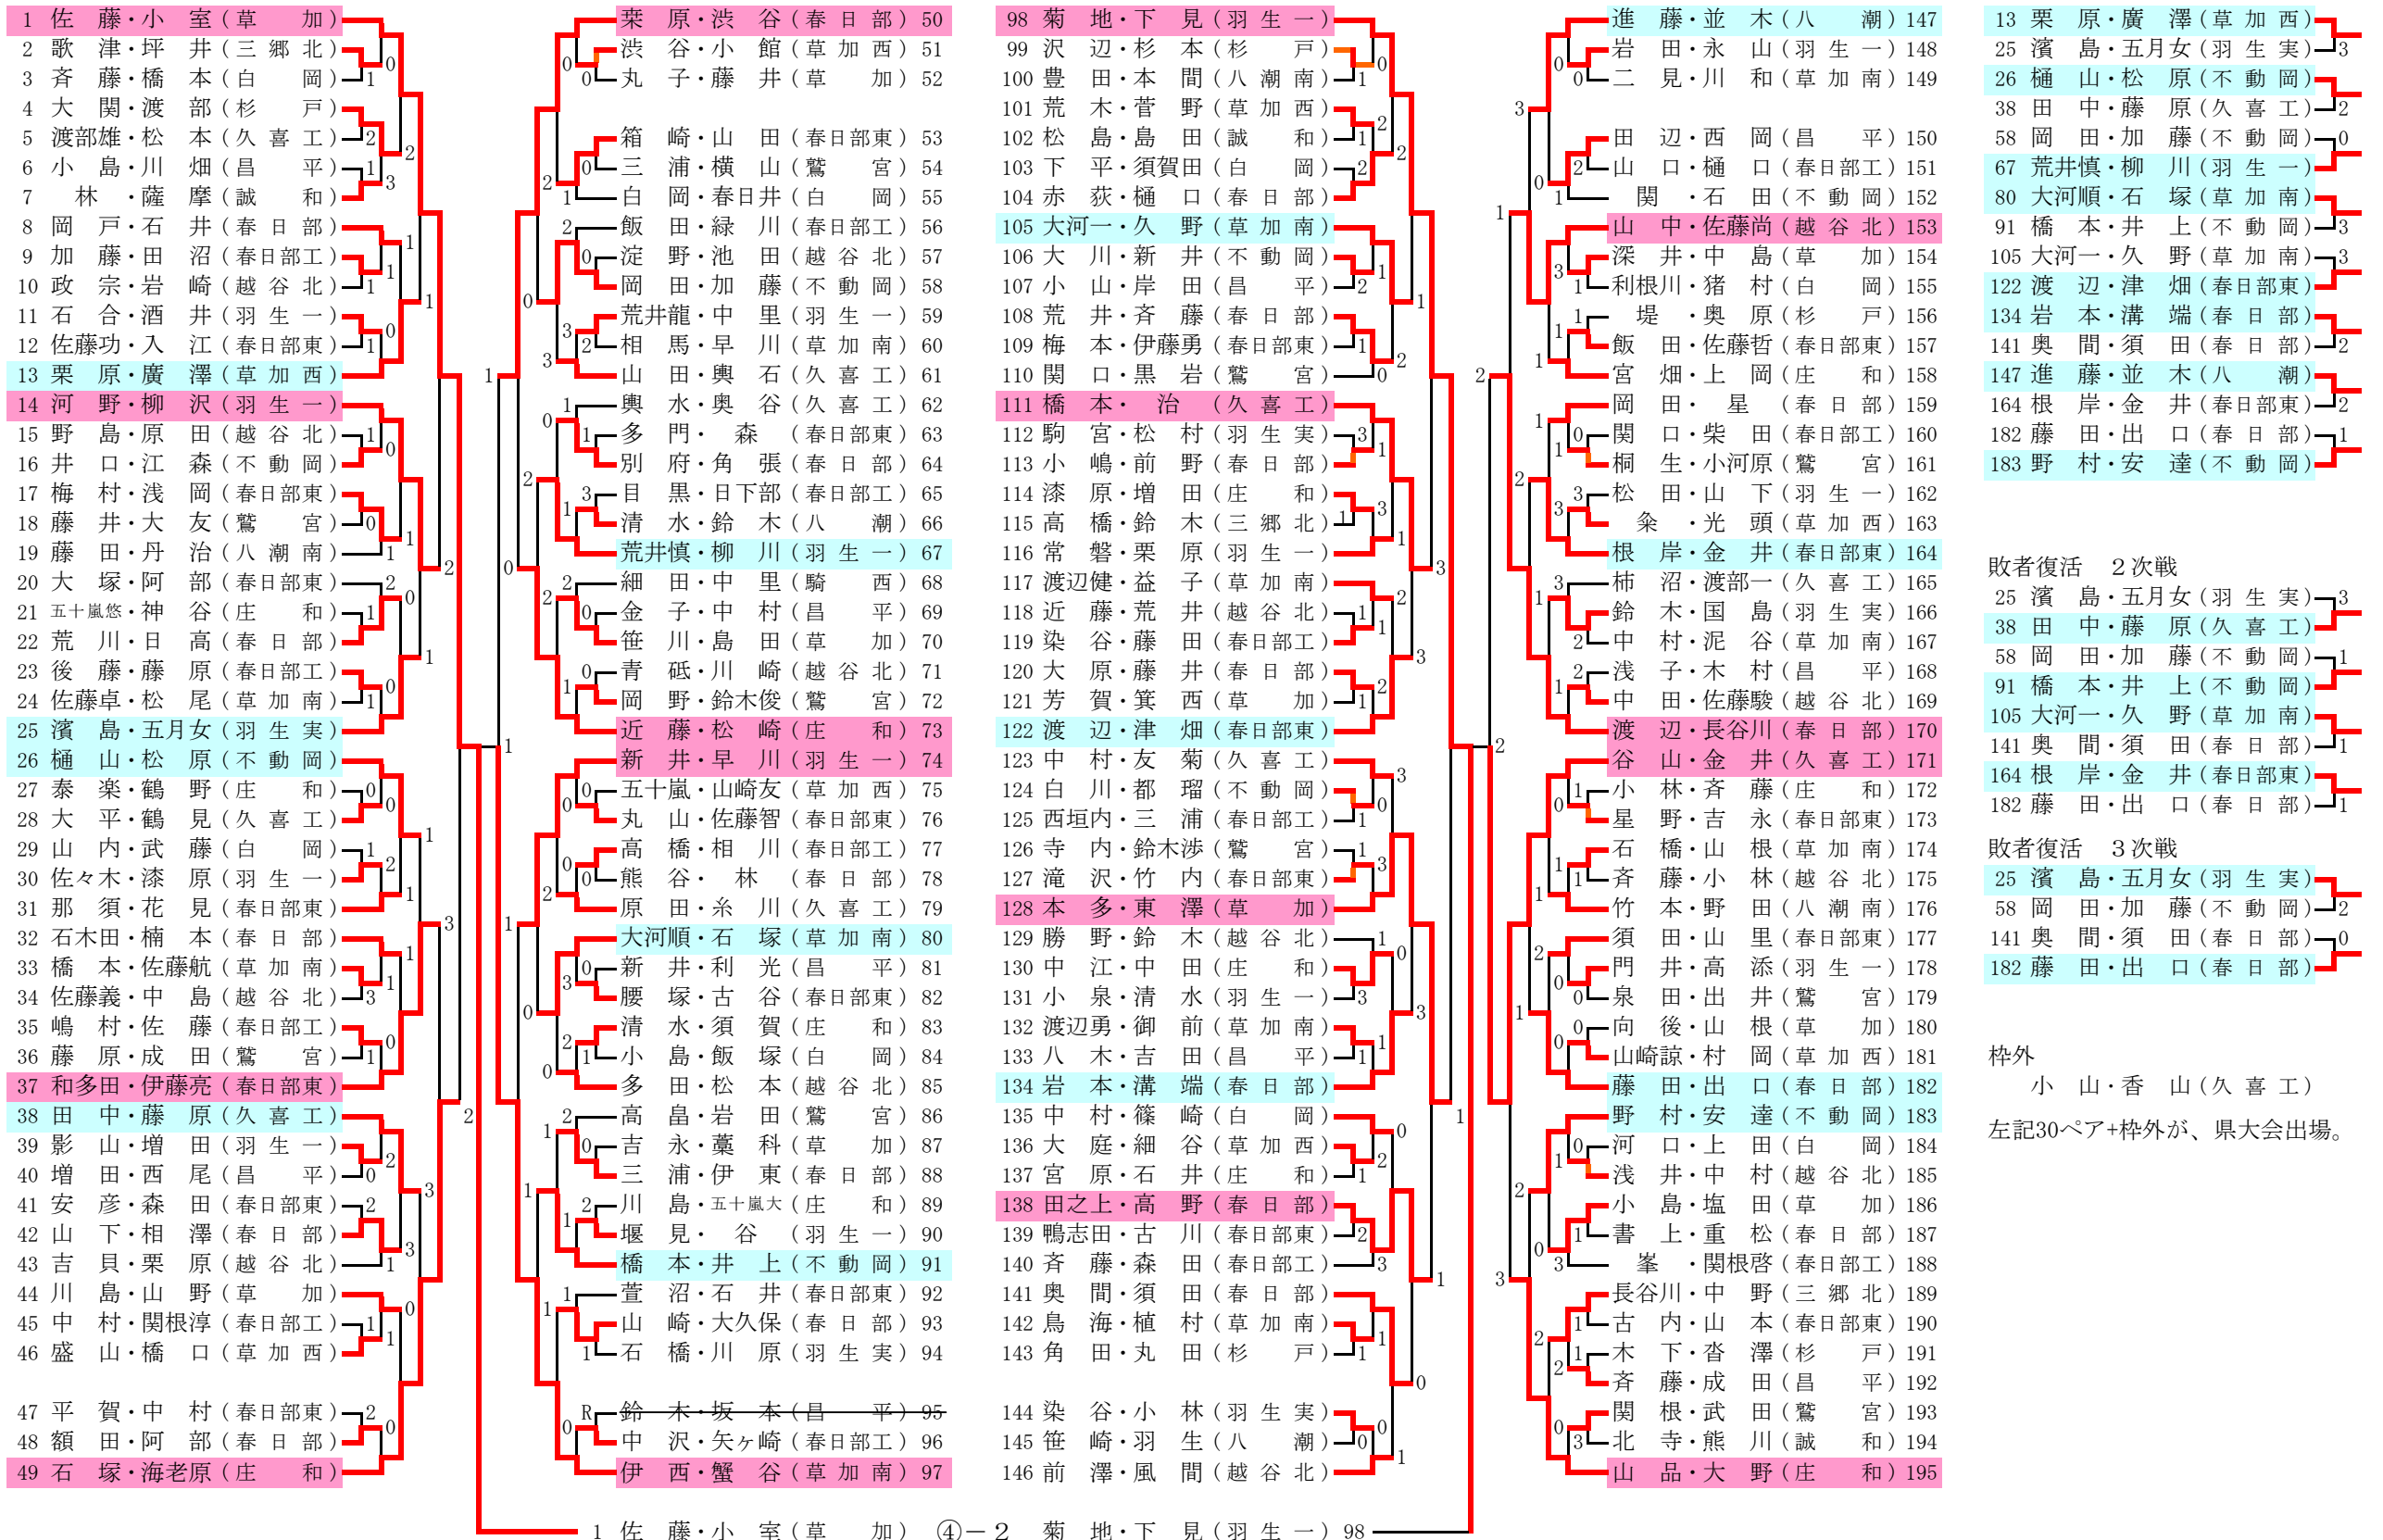 1 佐藤・小室（草加）
2 歌津・坪井（三郷北）
3 斉藤・橋本（白岡）
4 大関・渡部（杉戸）
5 渡部雄・松本（久喜工）
6 小島・川畑（昌平）
7 林・薩摩（誠和）
8 岡戸・石井（春日部）
9 加藤・田沼（春日部工）
10 政宗・岩崎（越谷北）
11 石合・酒井（羽生一）
12 佐藤功・入江（春日部東）
13 栗原・廣澤（草加西）
14 河野・柳沢（羽生一）
15 野島・原田（越谷北）
16 井口・江森（不動岡）
17 梅村・浅岡（春日部東）
18 藤井・大友（鷲宮）
19 藤田・丹治（八潮南）
20 大塚・阿部（春日部東）
21 五十嵐悠・神谷（庄和）
22 荒川・日高（春日部）
23 後藤・藤原（春日部工）
24 佐藤卓・松尾（草加南）
25 濱島・五月女（羽生実）
26 樋山・松原（不動岡）
27 泰楽・鶴野（庄和）
28 大平・鶴見（久喜工）
29 山内・武藤（白岡）
30 佐々木・漆原（羽生一）
31 那須・花見（春日部東）
32 石木田・楠本（春日部）
33 橋本・佐藤航（草加南）
34 佐藤義・中島（越谷北）
35 嶋村・佐藤（春日部工）
36 藤原・成田（鷲宮）
37 和多田・伊藤亮（春日部東）
38 田中・藤原（久喜工）
39 影山・増田（羽生一）
40 増田・西尾（昌平）
41 安彦・森田（春日部東）
42 山下・相澤（春日部）
43 吉貝・栗原（越谷北）
44 川島・山野（草加）
45 中村・関根淳（春日部工）
46 盛山・橋口（草加西）
47 平賀・中村（春日部東）
48 額田・阿部（春日部）
49 石塚・海老原（庄和）
栗原・渋谷（春日部）50
渋谷・小館（草加西）51
丸子・藤井（草加）52
箱崎・山田（春日部東）53
三浦・横山（鷲宮）54
白岡・春日井（白岡）55
飯田・緑川（春日部工）56
淀野・池田（越谷北）57
岡田・加藤（不動岡）58
荒井龍・中里（羽生一）59
相馬・早川（草加南）60
山田・輿石（久喜工）61
輿水・奥谷（久喜工）62
多門・森（春日部東）63
別府・角張（春日部）64
目黒・日下部（春日部工）65
清水・鈴木（八潮）66
荒井慎・柳川（羽生一）67
細田・中里（騎西）68
金子・中村（昌平）69
笹川・島田（草加）70
青砥・川崎（越谷北）71
岡野・鈴木俊（鷲宮）72
近藤・松崎（庄和）73
新井・早川（羽生一）74
五十嵐・山崎友（草加西）75
丸山・佐藤智（春日部東）76
高橋・相川（春日部工）77
熊谷・林（春日部）78
原田・糸川（久喜工）79
大河順・石塚（草加南）80
新井・利光（昌平）81
腰塚・古谷（春日部東）82
清水・須賀（庄和）83
小島・飯塚（白岡）84
多田・松本（越谷北）85
高畠・岩田（鷲宮）86
吉永・藁科（草加）87
三浦・伊東（春日部）88
川島・五十嵐大（庄和）89
堰見・谷（羽生一）90
橋本・井上（不動岡）91
萱沼・石井（春日部東）92
山崎・大久保（春日部）93
石橋・川原（羽生実）94
R 鈴木・坂本（昌平）95
中沢・矢ヶ崎（春日部工）96
伊西・蟹谷（草加南）97
98 菊地・下見（羽生一）
99 沢辺・杉本（杉戸）
100 豊田・本間（八潮南）
101 荒木・菅野（草加西）
102 松島・島田（誠和）
103 下平・須賀田（白岡）
104 赤荻・樋口（春日部）
105 大河一・久野（草加南）
106 大川・新井（不動岡）
107 小山・岸田（昌平）
108 荒井・斉藤（春日部）
109 梅本・伊藤勇（春日部東）
110 関口・黒岩（鷲宮）
111 橋本・治（久喜工）
112 駒宮・松村（羽生実）
113 小嶋・前野（春日部）
114 漆原・増田（庄和）
115 高橋・鈴木（三郷北）
116 常磐・栗原（羽生一）
117 渡辺健・益子（草加南）
118 近藤・荒井（越谷北）
119 染谷・藤田（春日部工）
120 大原・藤井（春日部）
121 芳賀・箕西（草加）
122 渡辺・津畑（春日部東）
123 中村・友菊（久喜工）
124 白川・都瑠（不動岡）
125 西垣内・三浦（春日部工）
126 寺内・鈴木渉（鷲宮）
127 滝沢・竹内（春日部東）
128 本多・東澤（草加）
129 勝野・鈴木（越谷北）
130 中江・中田（庄和）
131 小泉・清水（羽生一）
132 渡辺勇・御前（草加南）
133 八木・吉田（昌平）
134 岩本・溝端（春日部）
135 中村・篠崎（白岡）
136 大庭・細谷（草加西）
137 宮原・石井（庄和）
138 田之上・高野（春日部）
139 鴨志田・古川（春日部東）
140 斉藤・森田（春日部工）
141 奥間・須田（春日部）
142 鳥海・植村（草加南）
143 角田・丸田（杉戸）
144 染谷・小林（羽生実）
145 笹崎・羽生（八潮）
146 前澤・風間（越谷北）
進藤・並木（八潮）147
岩田・永山（羽生一）148
二見・川和（草加南）149
田辺・西岡（昌平）150
山口・樋口（春日部工）151
関・石田（不動岡）152
山中・佐藤尚（越谷北）153
深井・中島（草加）154
利根川・猪村（白岡）155
堤・奥原（杉戸）156
飯田・佐藤哲（春日部東）157
宮畑・上岡（庄和）158
岡田・星（春日部）159
関口・柴田（春日部工）160
桐生・小河原（鷲宮）161
松田・山下（羽生一）162
粂・光頭（草加西）163
根岸・金井（春日部東）164
柿沼・渡部一（久喜工）165
鈴木・国島（羽生実）166
中村・泥谷（草加南）167
浅子・木村（昌平）168
中田・佐藤駿（越谷北）169
渡辺・長谷川（春日部）170
谷山・金井（久喜工）171
小林・斉藤（庄和）172
星野・吉永（春日部東）173
石橋・山根（草加南）174
斉藤・小林（越谷北）175
竹本・野田（八潮南）176
須田・山里（春日部東）177
門井・高添（羽生一）178
泉田・出井（鷲宮）179
向後・山根（草加）180
山崎諒・村岡（草加西）181
藤田・出口（春日部）182
野村・安達（不動岡）183
河口・上田（白岡）184
浅井・中村（越谷北）185
小島・塩田（草加）186
書上・重松（春日部）187
峯・関根啓（春日部工）188
長谷川・中野（三郷北）189
古内・山本（春日部東）190
木下・沓澤（杉戸）191
斉藤・成田（昌平）192
関根・武田（鷲宮）193
北寺・熊川（誠和）194
山品・大野（庄和）195
13 栗原・廣澤（草加西）
25 濱島・五月女（羽生実）3
26 樋山・松原（不動岡）
38 田中・藤原（久喜工）2
58 岡田・加藤（不動岡）0
67 荒井慎・柳川（羽生一）
80 大河順・石塚（草加南）
91 橋本・井上（不動岡）3
105 大河一・久野（草加南）3
122 渡辺・津畑（春日部東）
134 岩本・溝端（春日部）
141 奥間・須田（春日部）2
147 進藤・並木（八潮）
164 根岸・金井（春日部東）2
182 藤田・出口（春日部）1
183 野村・安達（不動岡）
敗者復活 2次戦
25 濱島・五月女（羽生実）3
38 田中・藤原（久喜工）
58 岡田・加藤（不動岡）1
91 橋本・井上（不動岡）
105 大河一・久野（草加南）
141 奥間・須田（春日部）1
164 根岸・金井（春日部東）
182 藤田・出口（春日部）1
敗者復活 3次戦
25 濱島・五月女（羽生実）
58 岡田・加藤（不動岡）2
141 奥間・須田（春日部）0
182 藤田・出口（春日部）
枠外
小山・香山（久喜工）
左記30ペア+枠外が、県大会出場。
1 佐藤・小室（草加） ④－2 菊地・下見（羽生一）98